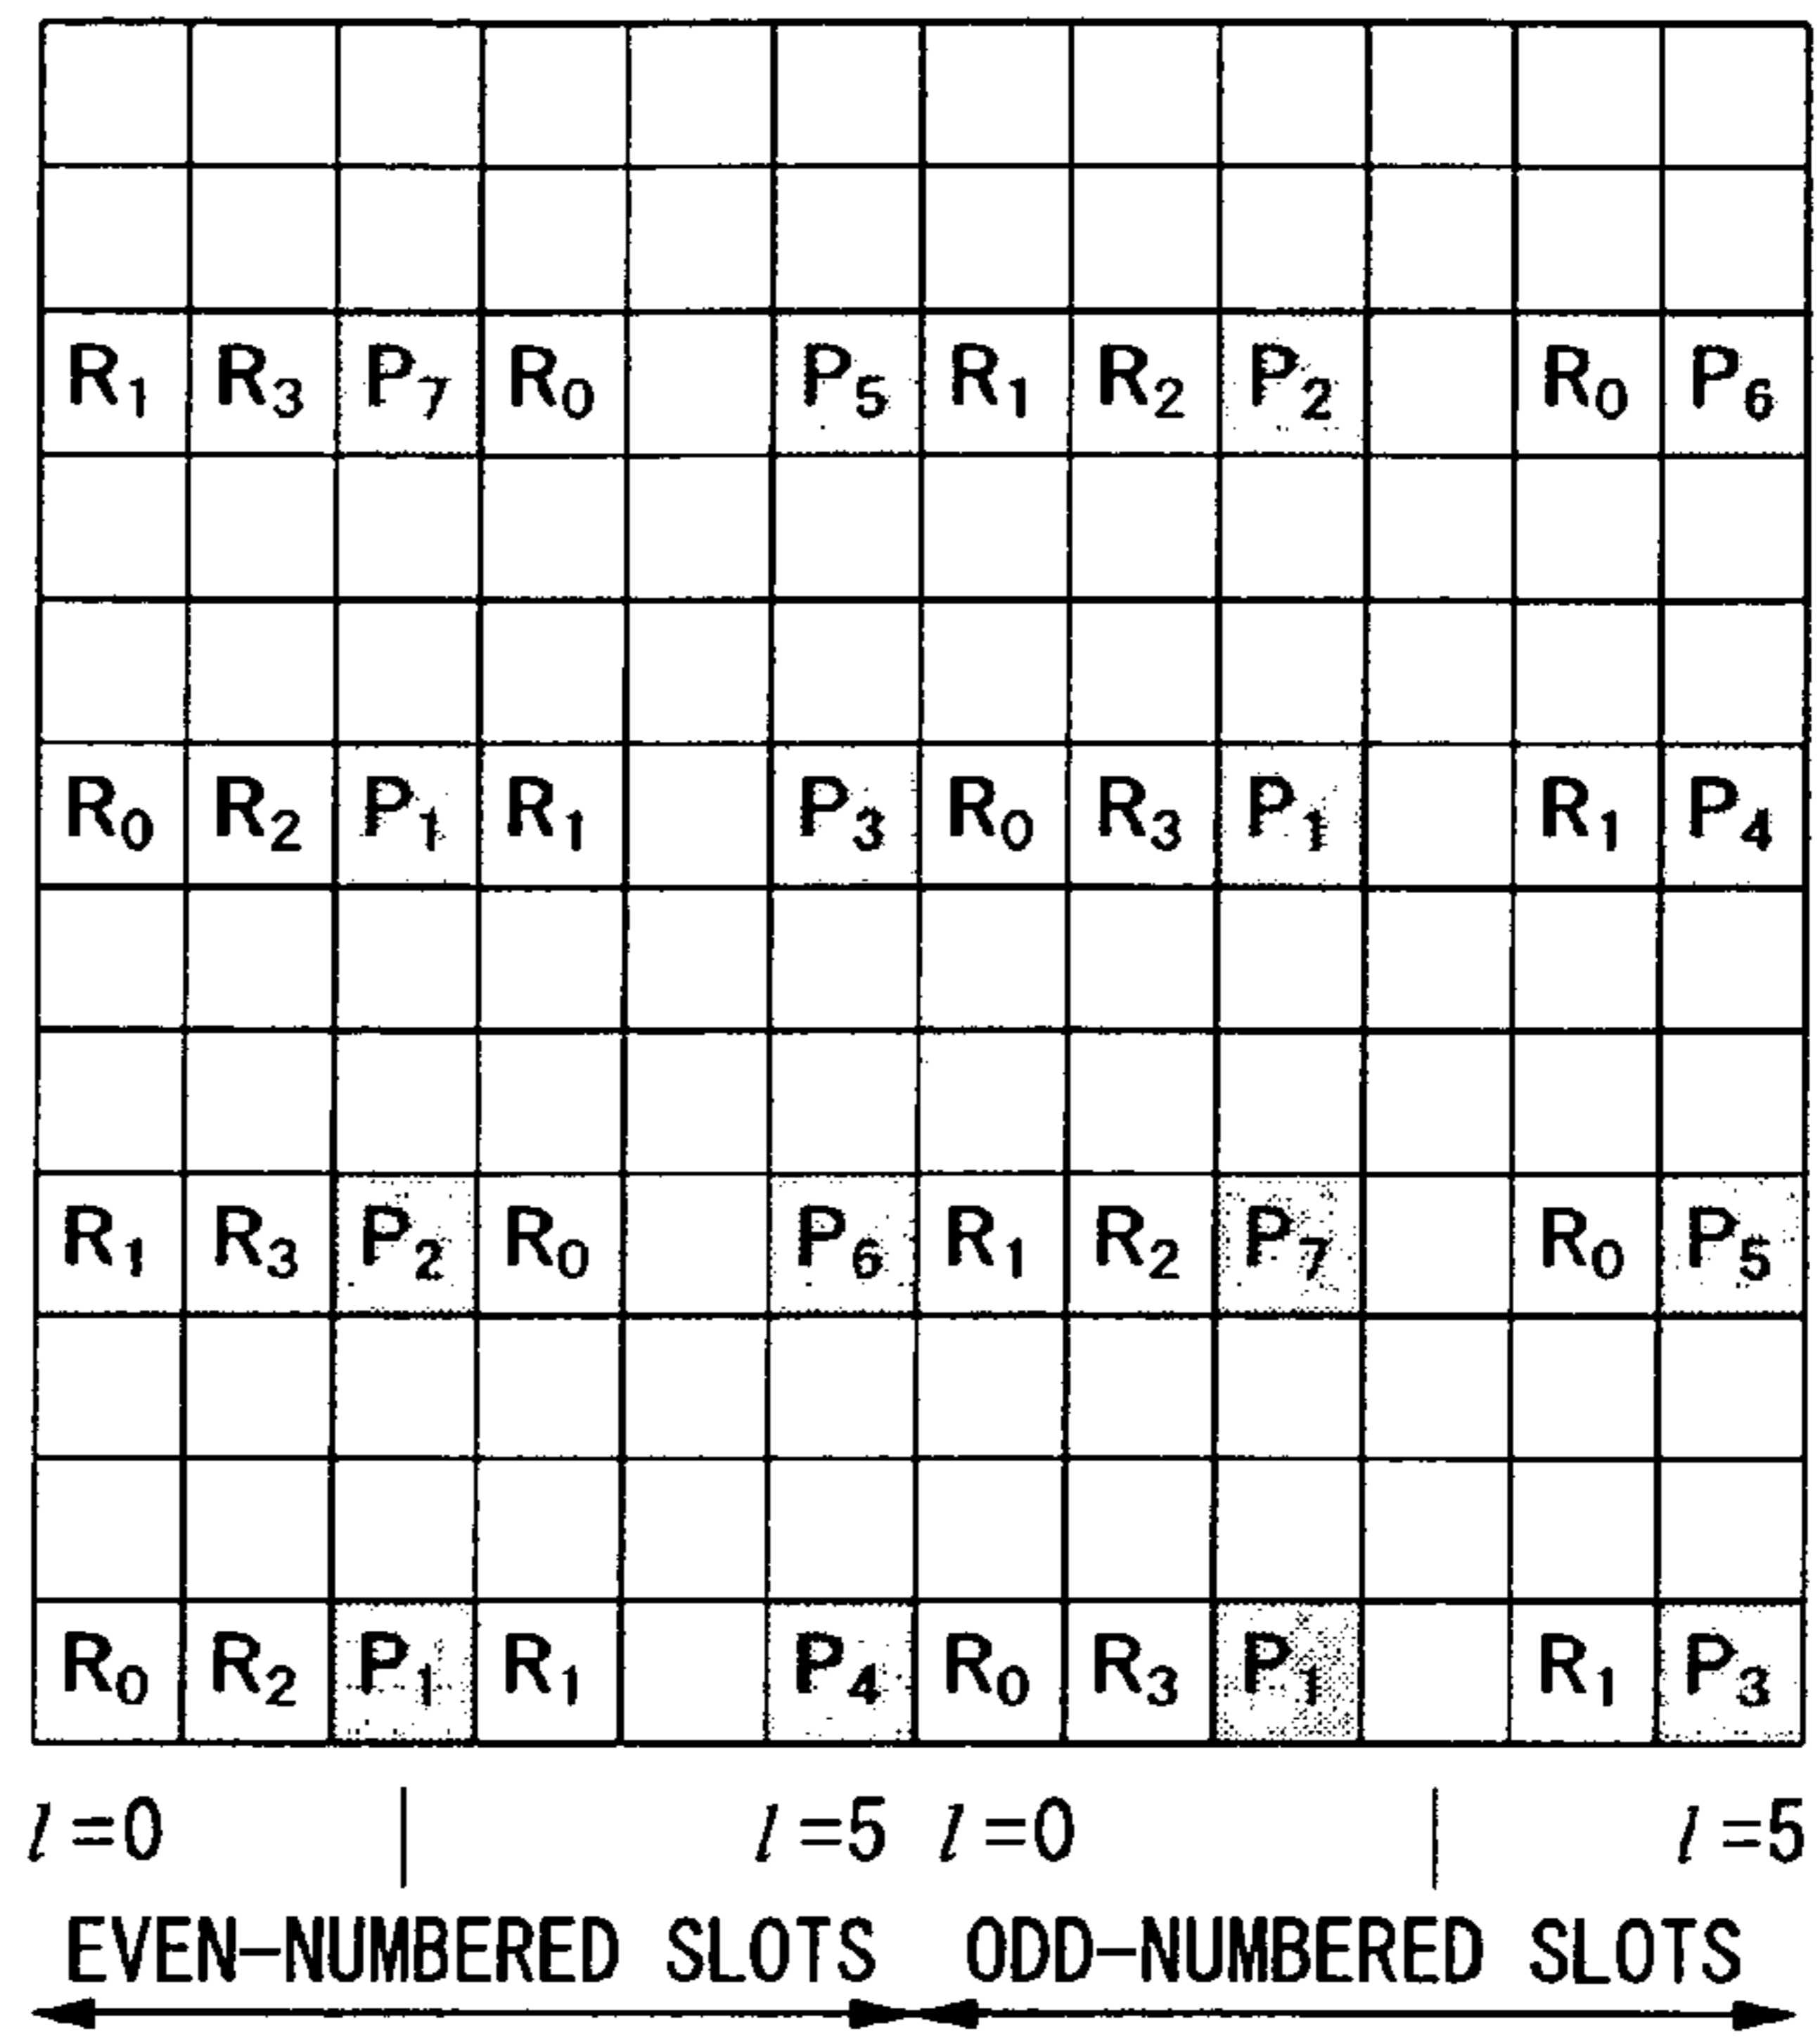 R1 R3 P7 R0 P5 R1 R2 P2 R0 P6
R0 R2 P1 R1 P3 R0 R3 P1 R1 P4
R1 R3 P2 R0 P6 R1 R2 P7 R0 P5
R0 R2 P1 R1 P4 R0 R3 P1 R1 P3
l=0 | l=5 l=0 | l=5
EVEN-NUMBERED SLOTS ODD-NUMBERED SLOTS